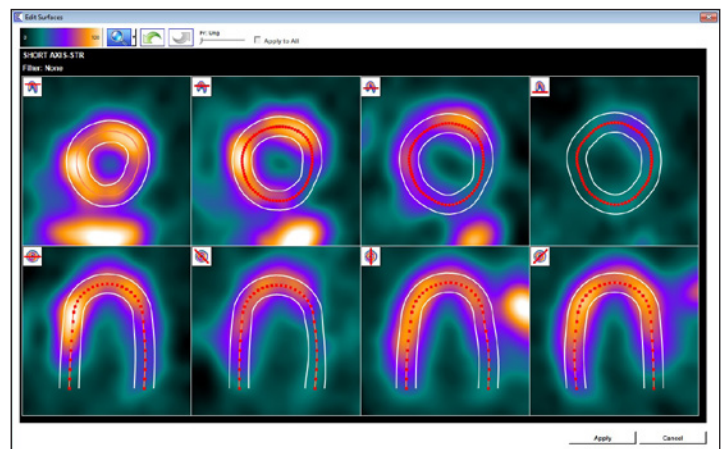 Edit Surfaces
0
100
Apply to All
SHORT AXIS-STR
Filter: None
Apply
Cancel